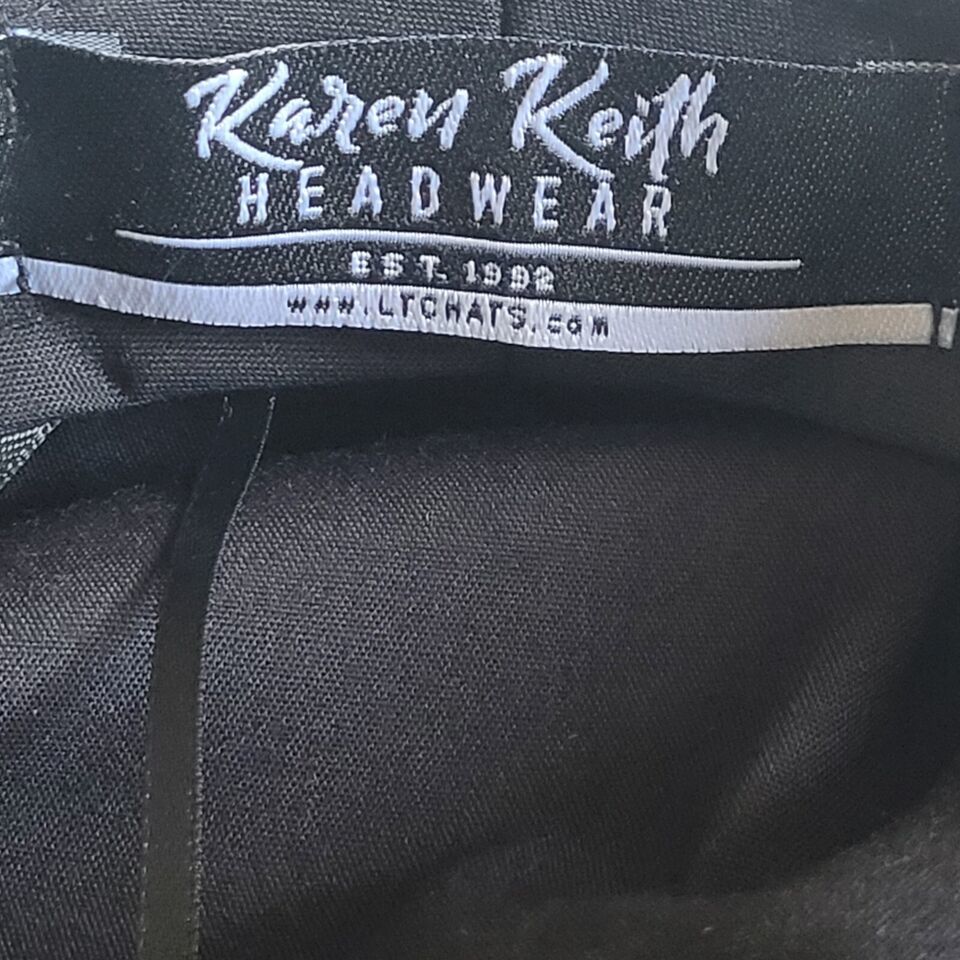 Karen Keith
HEADWEAR
EST. 1992
www.LTCHATS.com